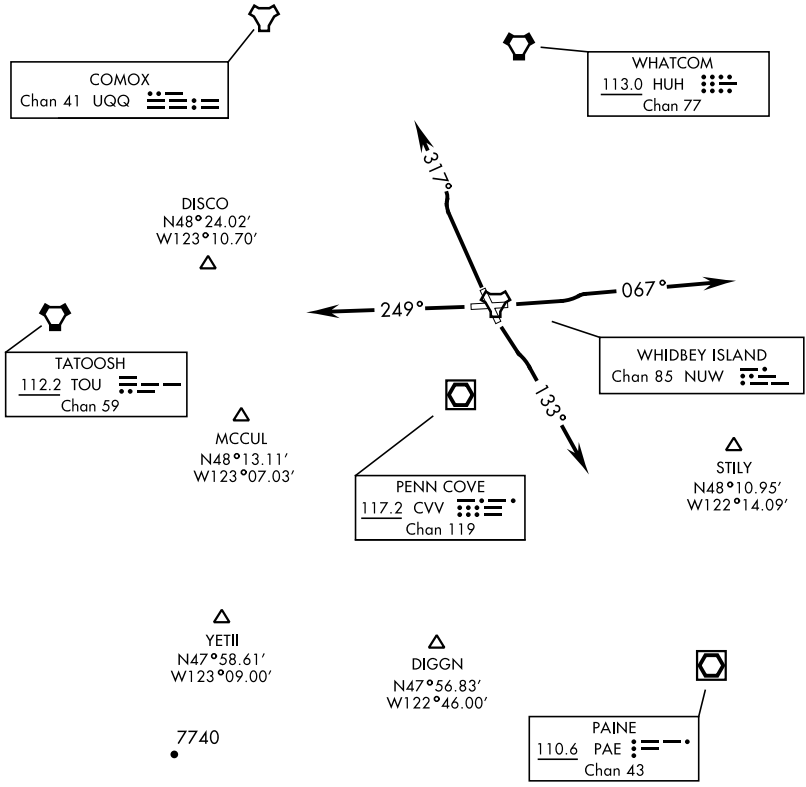 COMOX
Chan 41 UQQ
WHATCOM
113.0 HUH
Chan 77
317°
DISCO
N48°24.02'
W123°10.70'
249°
067°
TATOOSH
112.2 TOU
Chan 59
WHIDBEY ISLAND
Chan 85 NUW
133°
MCCUL
N48°13.11'
W123°07.03'
STILY
N48°10.95'
W122°14.09'
PENN COVE
117.2 CVV
Chan 119
YETII
N47°58.61'
W123°09.00'
DIGGN
N47°56.83'
W122°46.00'
7740
PAINE
110.6 PAE
Chan 43